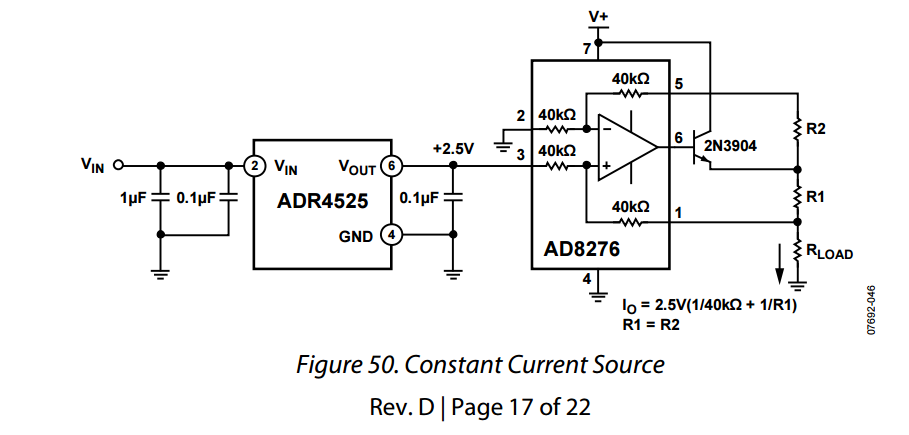 V+
7
40kΩ
5
2
40kΩ
R2
+2.5V
−
6
2N3904
VIN
2
VIN
VOUT
6
3
40kΩ
+
1µF
0.1µF
ADR4525
0.1µF
40kΩ
1
R1
GND
4
AD8276
RLOAD
4
IO = 2.5V(1/40kΩ + 1/R1)
R1 = R2
07692-046
Figure 50. Constant Current Source
Rev. D | Page 17 of 22